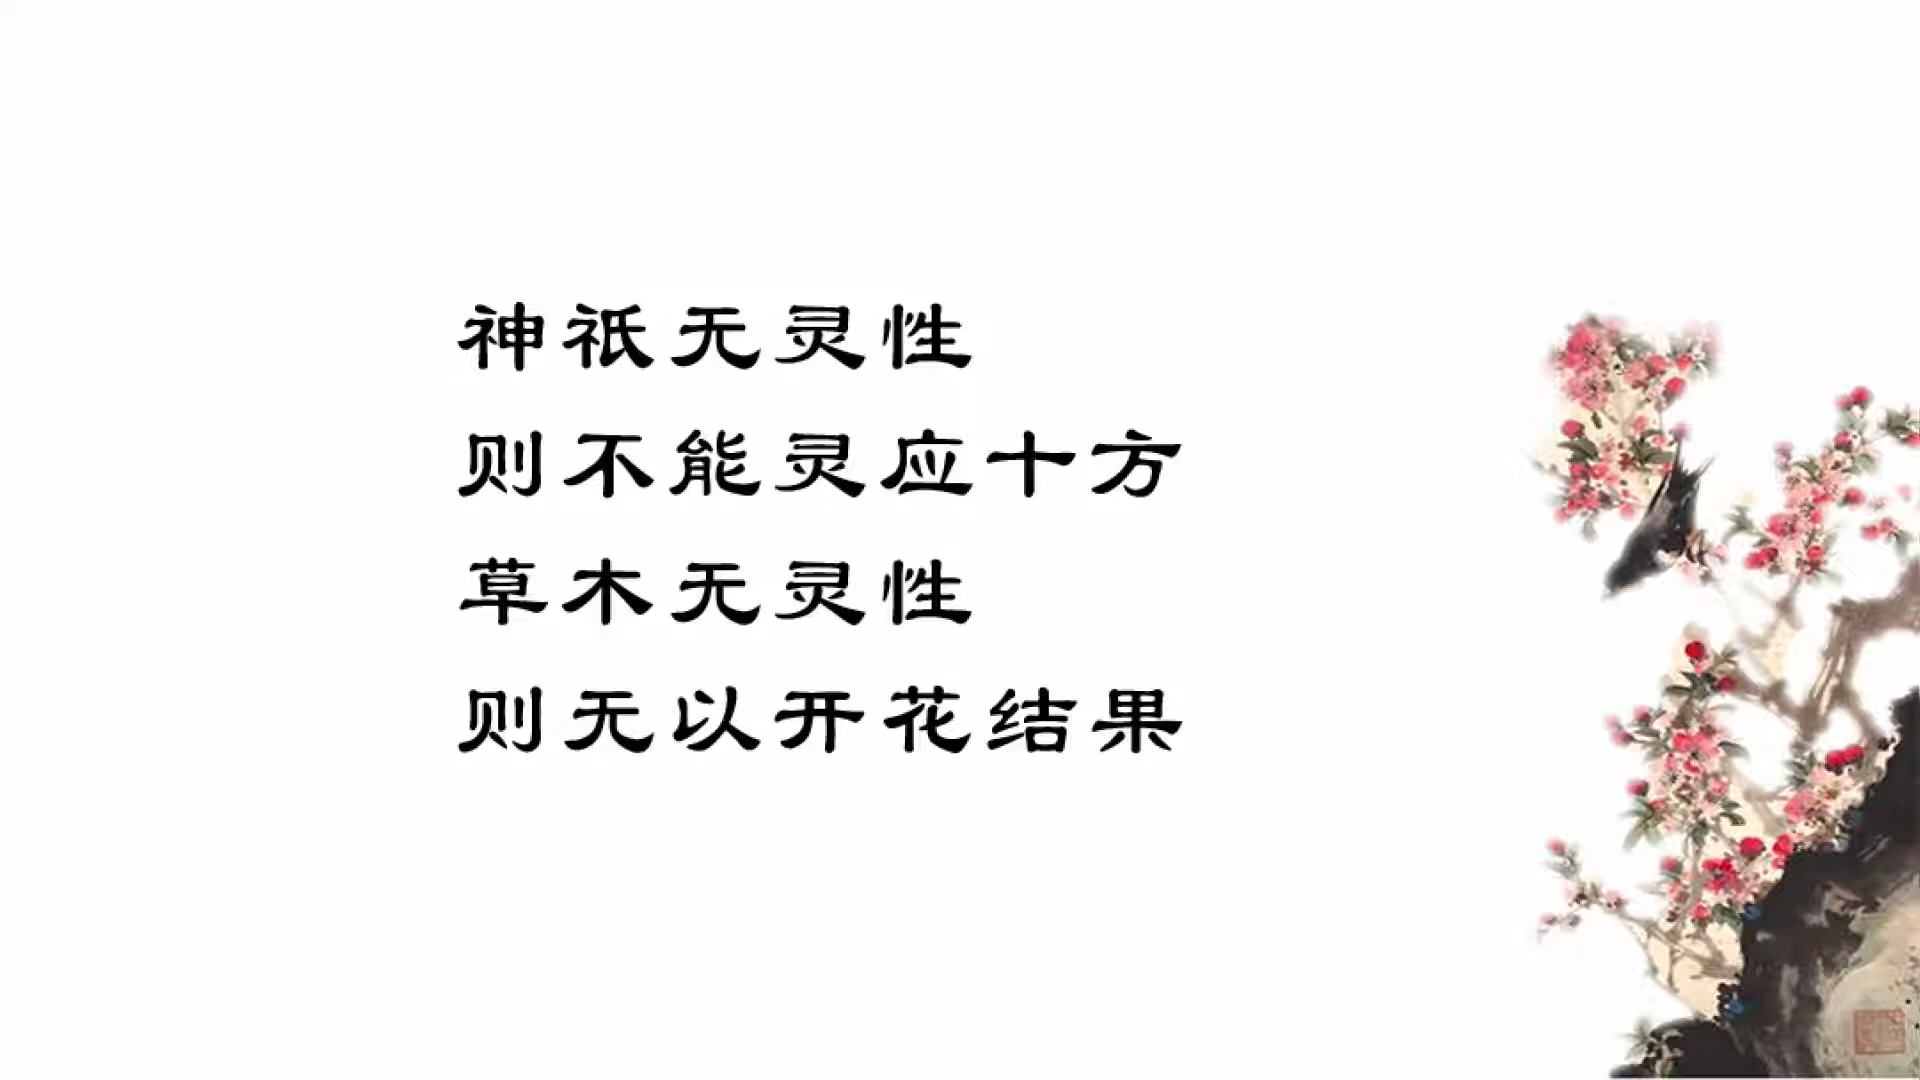 神祇无灵性
则不能灵应十方
草木无灵性
则无以开花结果